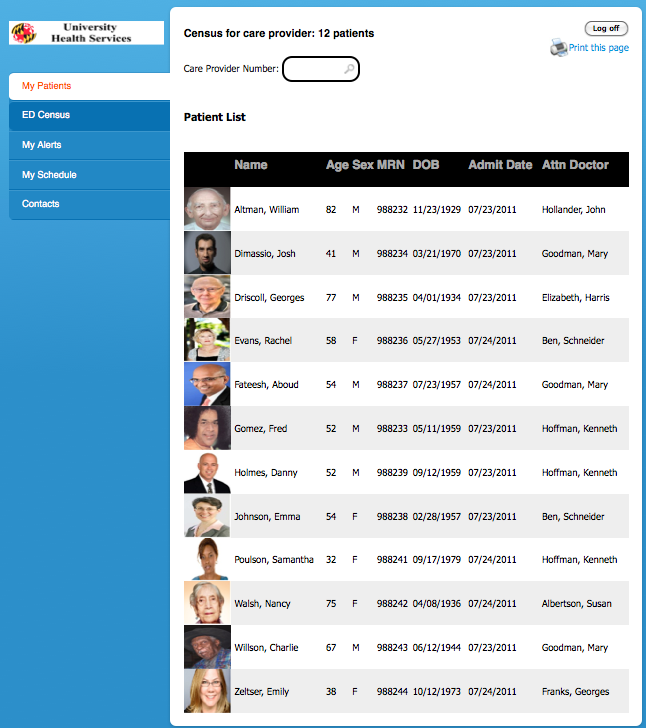 University
Health Services
My Patients
ED Census
My Alerts
My Schedule
Contacts
Census for care provider: 12 patients
Log off
Print this page
Care Provider Number:
Patient List
Name Age Sex MRN DOB Admit Date Attn Doctor
Altman, William 82 M 988232 11/23/1929 07/23/2011 Hollander, John
Dimassio, Josh 41 M 988234 03/21/1970 07/23/2011 Goodman, Mary
Driscoll, Georges 77 M 988235 04/01/1934 07/23/2011 Elizabeth, Harris
Evans, Rachel 58 F 988236 05/27/1953 07/24/2011 Ben, Schneider
Fateesh, Aboud 54 M 988237 07/23/1957 07/24/2011 Goodman, Mary
Gomez, Fred 52 M 988233 05/11/1959 07/23/2011 Hoffman, Kenneth
Holmes, Danny 52 M 988239 09/12/1959 07/23/2011 Hoffman, Kenneth
Johnson, Emma 54 F 988238 02/28/1957 07/23/2011 Ben, Schneider
Poulson, Samantha 32 F 988241 09/17/1979 07/24/2011 Hoffman, Kenneth
Walsh, Nancy 75 F 988242 04/08/1936 07/24/2011 Albertson, Susan
Willson, Charlie 67 M 988243 06/12/1944 07/23/2011 Goodman, Mary
Zeltser, Emily 38 F 988244 10/12/1973 07/24/2011 Franks, Georges